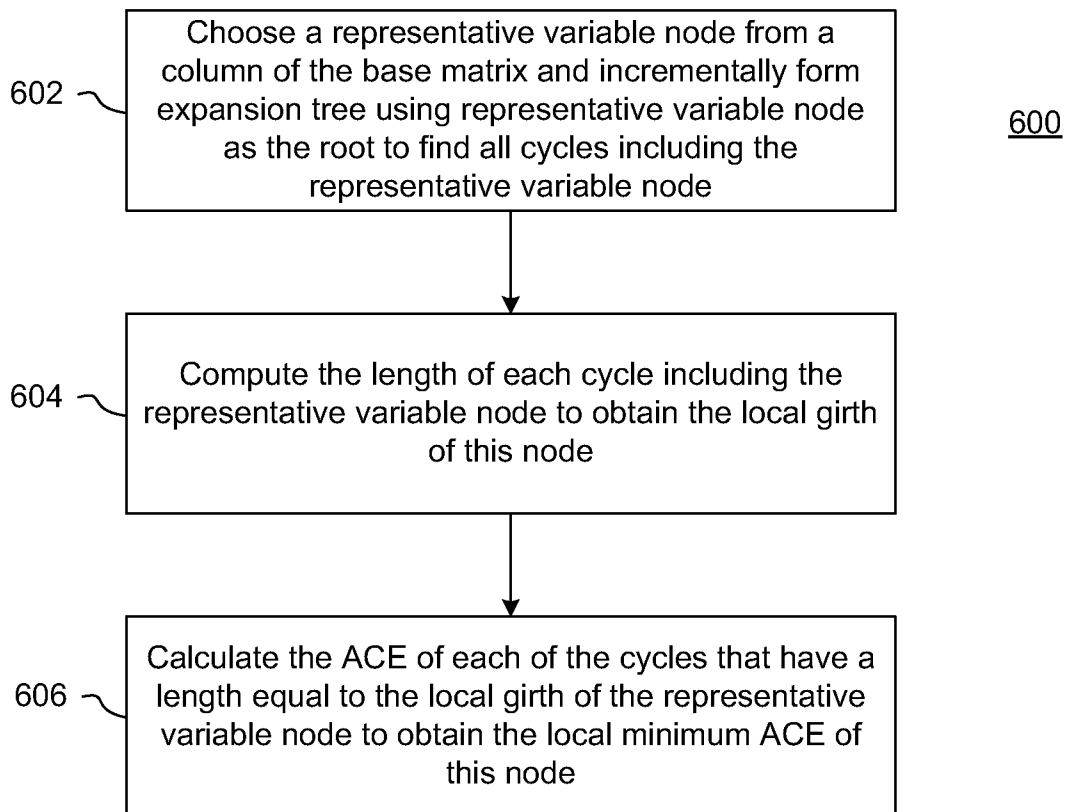 Choose a representative variable node from a
column of the base matrix and incrementally form
expansion tree using representative variable node
as the root to find all cycles including the
representative variable node
602
600
Compute the length of each cycle including the
representative variable node to obtain the local girth
of this node
604
Calculate the ACE of each of the cycles that have a
length equal to the local girth of the representative
variable node to obtain the local minimum ACE of
this node
606